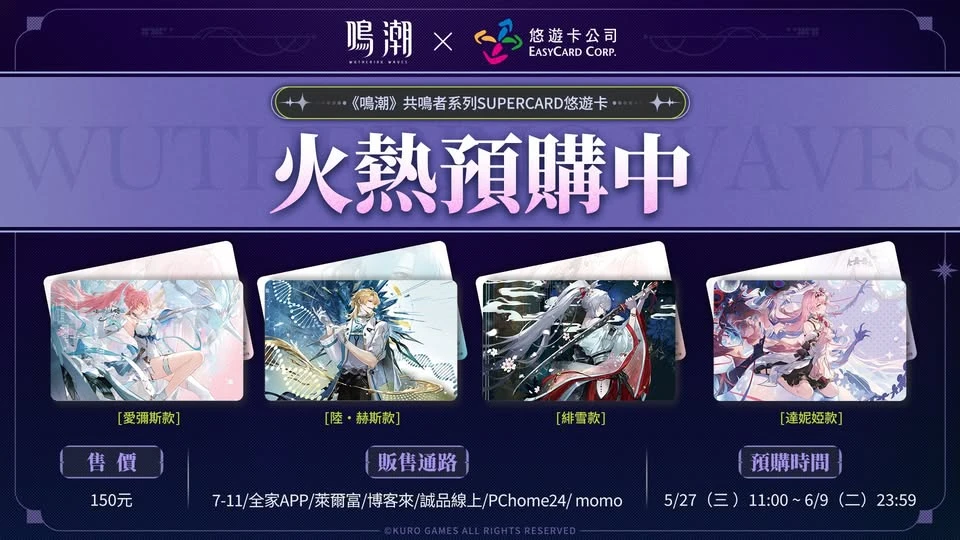 鳴潮
WUTHERING WAVES
×
悠遊卡公司
EASYCARD CORP.
《鳴潮》共鳴者系列SUPERCARD悠遊卡
WUTHERING WAVES
火熱預購中
[愛彌斯款]
[陸·赫斯款]
[緋雪款]
[達妮婭款]
售價
販售通路
預購時間
150元
7-11/全家APP/萊爾富/博客來/誠品線上/PChome24/ momo
5/27（三）11:00 ~ 6/9（二）23:59
©KURO GAMES ALL RIGHTS RESERVED